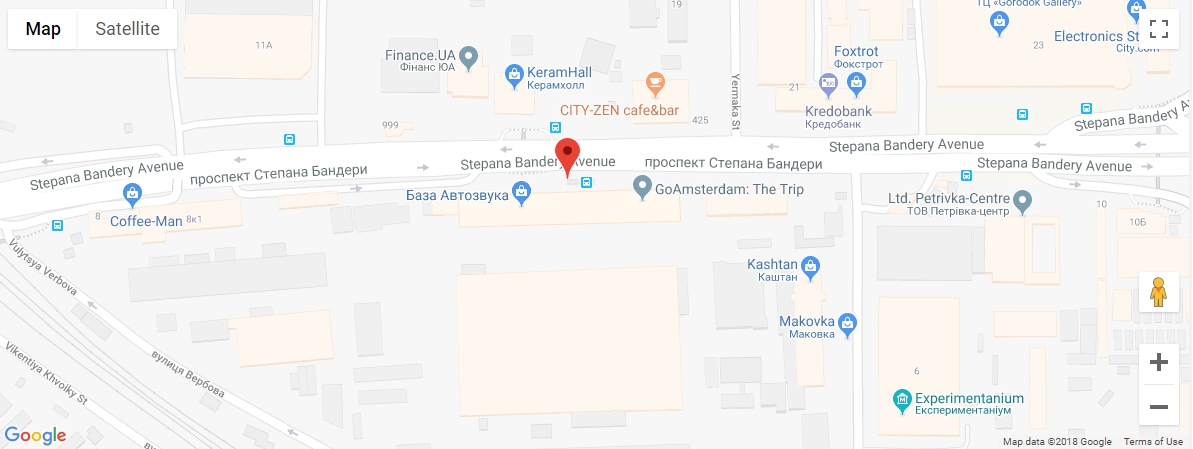 Map
Satellite
ТЦ «Gorodok Gallery»
11A
Finance.UA
Фінанс ЮА
KeramHall
Керамхолл
CITY-ZEN cafe&bar
999
425
Yermaka St
21
Foxtrot
Фокстрот
Kredobank
Кредобанк
23
Electronics St
City.com
Stepana Bandery Av
Stepana Bandery Avenue
проспект Степана Бандери
Stepana Bandery Avenue
проспект Степана Бандери
Stepana Bandery Avenue
Stepana Bandery Avenue
База Автозвука
GoAmsterdam: The Trip
Ltd. Petrivka-Centre
ТОВ Петрівка-центр
10
10Б
8
8к1
Coffee-Man
Vulytsya Verbova
вулиця Вербова
Vikentiya Khvoiky St
Kashtan
Каштан
Makovka
Маковка
6
Experimentanium
Експериментаніум
Google
Map data ©2018 Google
Terms of Use